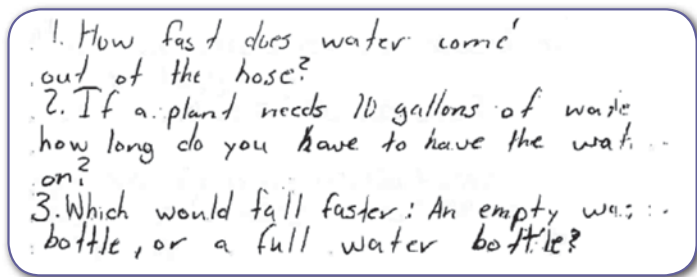 1. How fast does water come
out of the hose?
2. If a plant needs 10 gallons of
how long do you have to have the
on?
3. Which would fall faster: An empty
bottle, or a full water bottle?